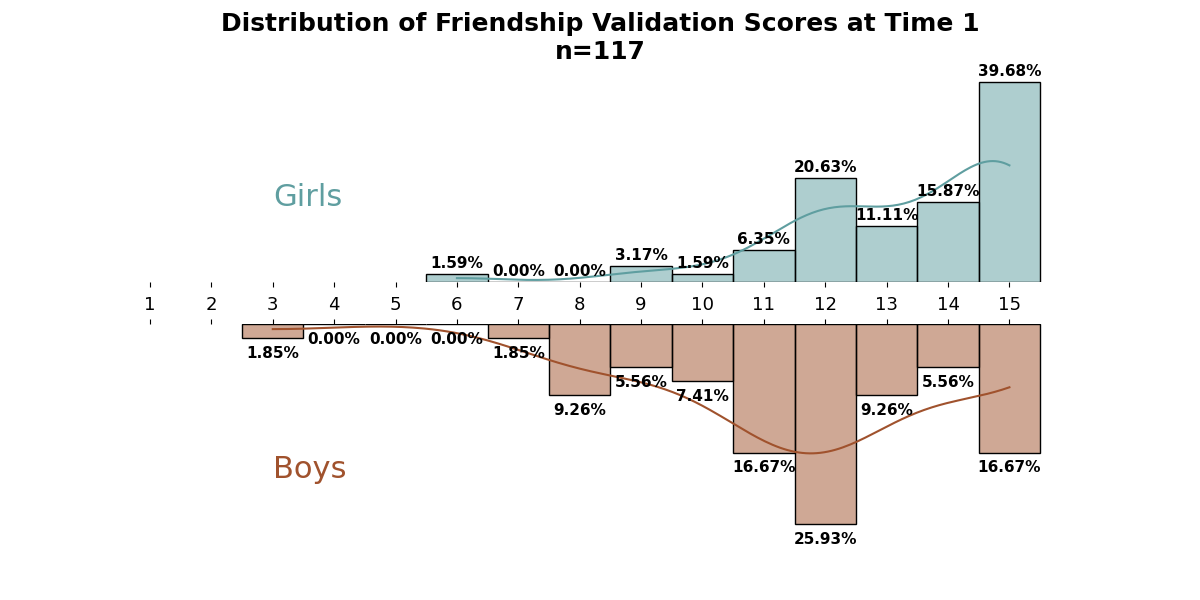 Distribution of Friendship Validation Scores at Time 1
n=117
39.68%
20.63%
15.87%
11.11%
6.35%
3.17%
1.59% 0.00% 0.00% 1.59%
Girls
1 2 3 4 5 6 7 8 9 10 11 12 13 14 15
0.00% 0.00% 0.00%
1.85% 1.85%
5.56% 5.56%
7.41%
9.26% 9.26%
Boys
16.67% 16.67%
25.93%